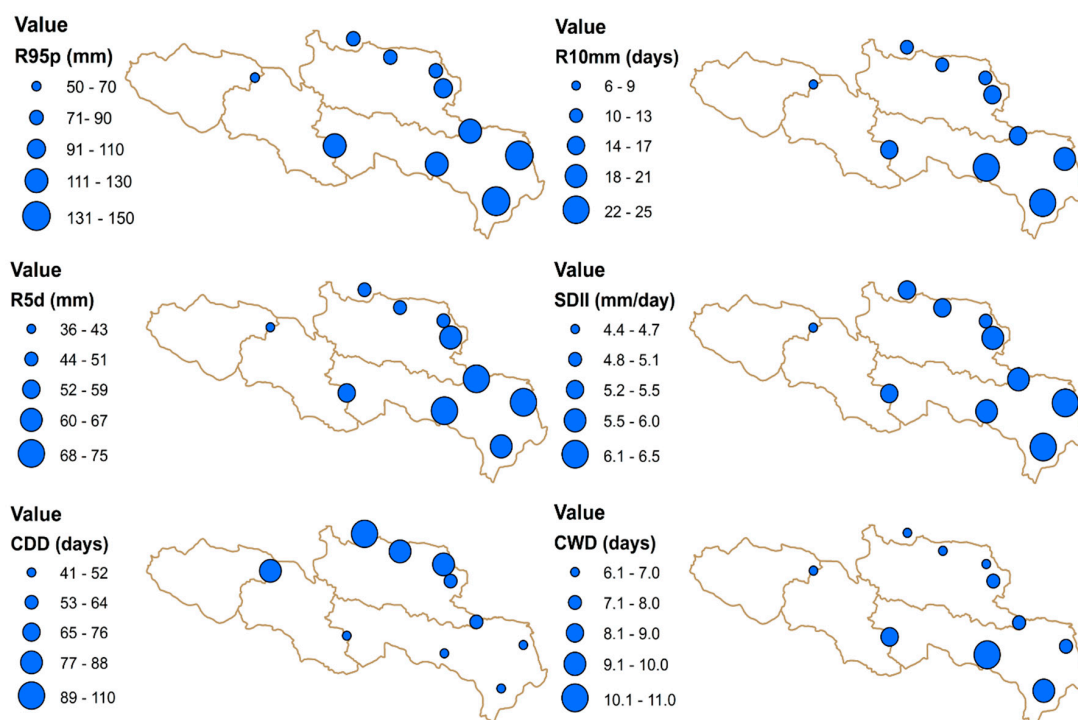 Value
R95p (mm)
50 - 70
71- 90
91 - 110
111 - 130
131 - 150
Value
R10mm (days)
6 - 9
10 - 13
14 - 17
18 - 21
22 - 25
Value
R5d (mm)
36 - 43
44 - 51
52 - 59
60 - 67
68 - 75
Value
SDII (mm/day)
4.4 - 4.7
4.8 - 5.1
5.2 - 5.5
5.5 - 6.0
6.1 - 6.5
Value
CDD (days)
41 - 52
53 - 64
65 - 76
77 - 88
89 - 110
Value
CWD (days)
6.1 - 7.0
7.1 - 8.0
8.1 - 9.0
9.1 - 10.0
10.1 - 11.0